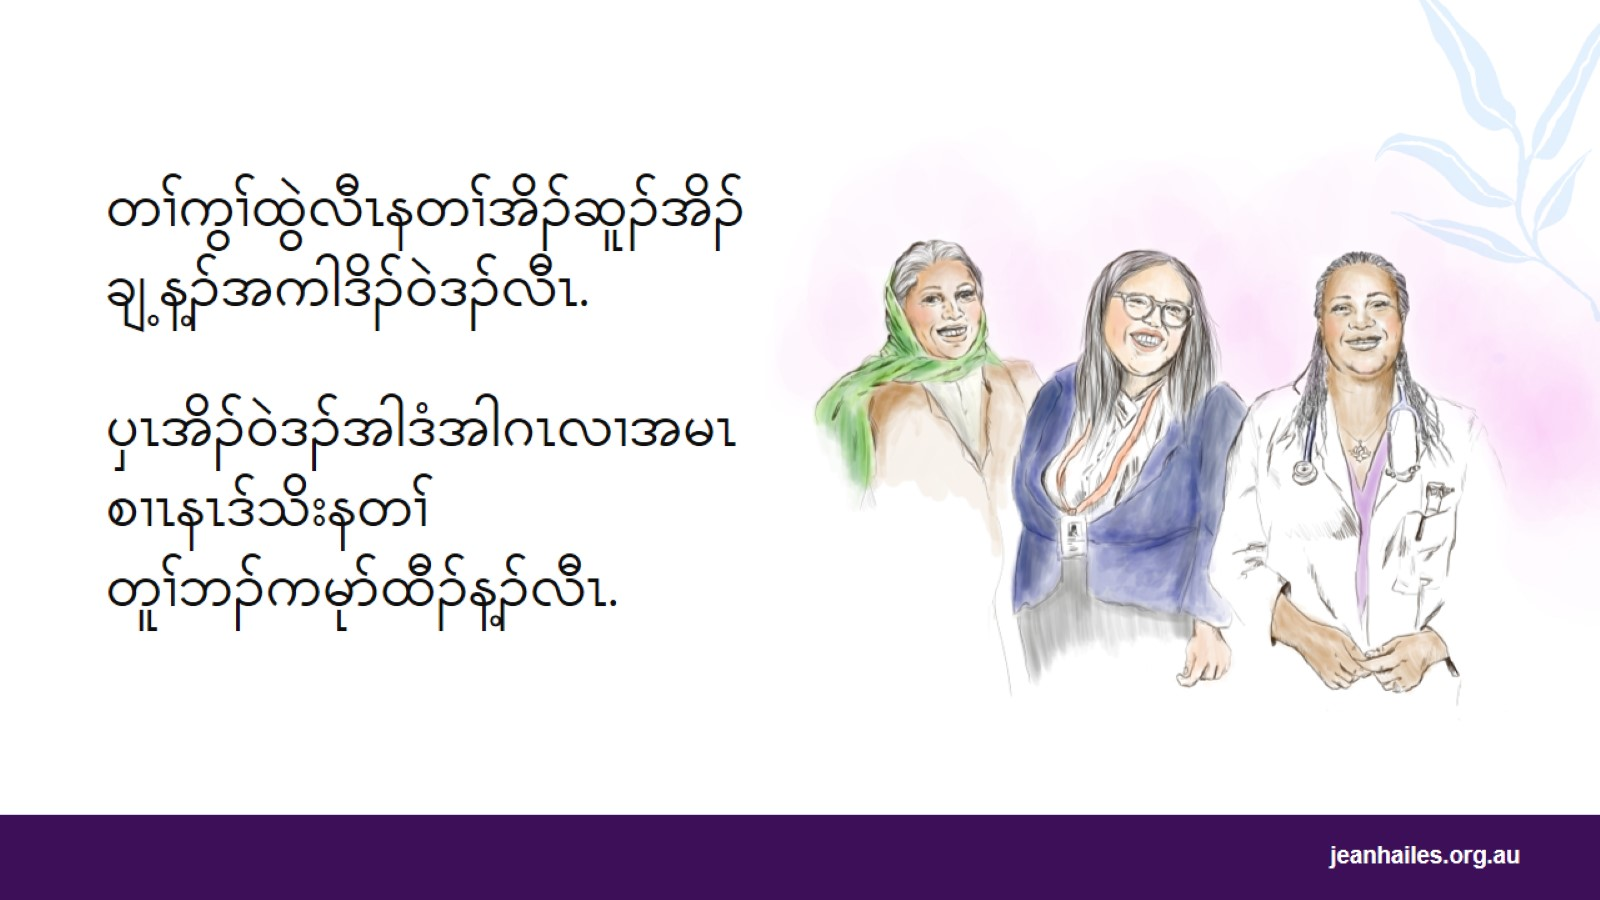 တၢ်ကွၢ်ထွဲလီၤနတၢ်အိၣ်ဆူၣ်အိၣ်
ချ့န့ၣ်အကါဒိၣ်ဝဲဒၣ်လီၤ.
ပှၤအိၣ်ဝဲဒၣ်အါဒံအါဂၤလၢအမၤ
စၢၤနၤဒ်သိးနတၢ်
တူၢ်ဘၣ်ကမုာ်ထီၣ်န့ၣ်လီၤ.
jeanhailes.org.au